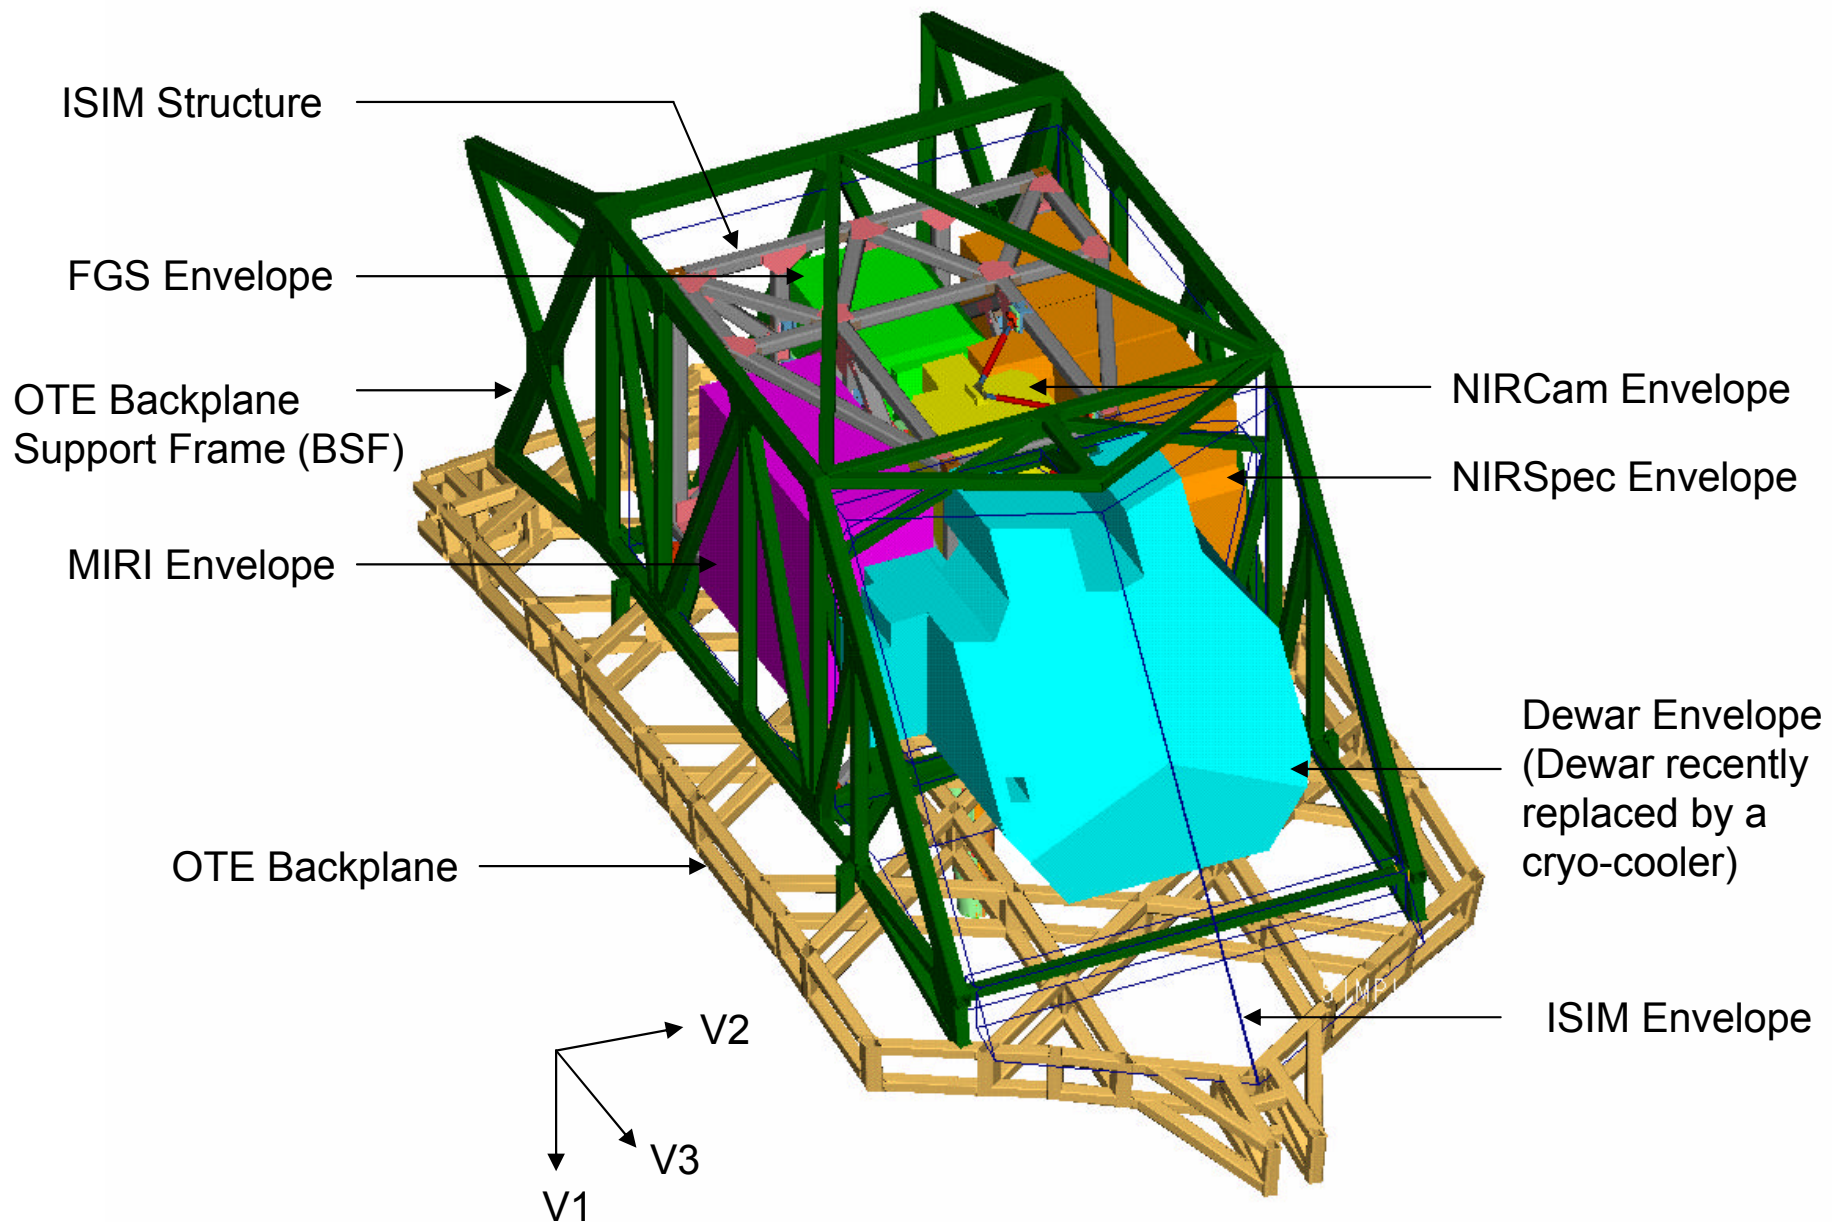 ISIM Structure
FGS Envelope
OTE Backplane
Support Frame (BSF)
MIRI Envelope
OTE Backplane
NIRCam Envelope
NIRSpec Envelope
Dewar Envelope
(Dewar recently
replaced by a
cryo-cooler)
ISIM Envelope
V2
V3
V1